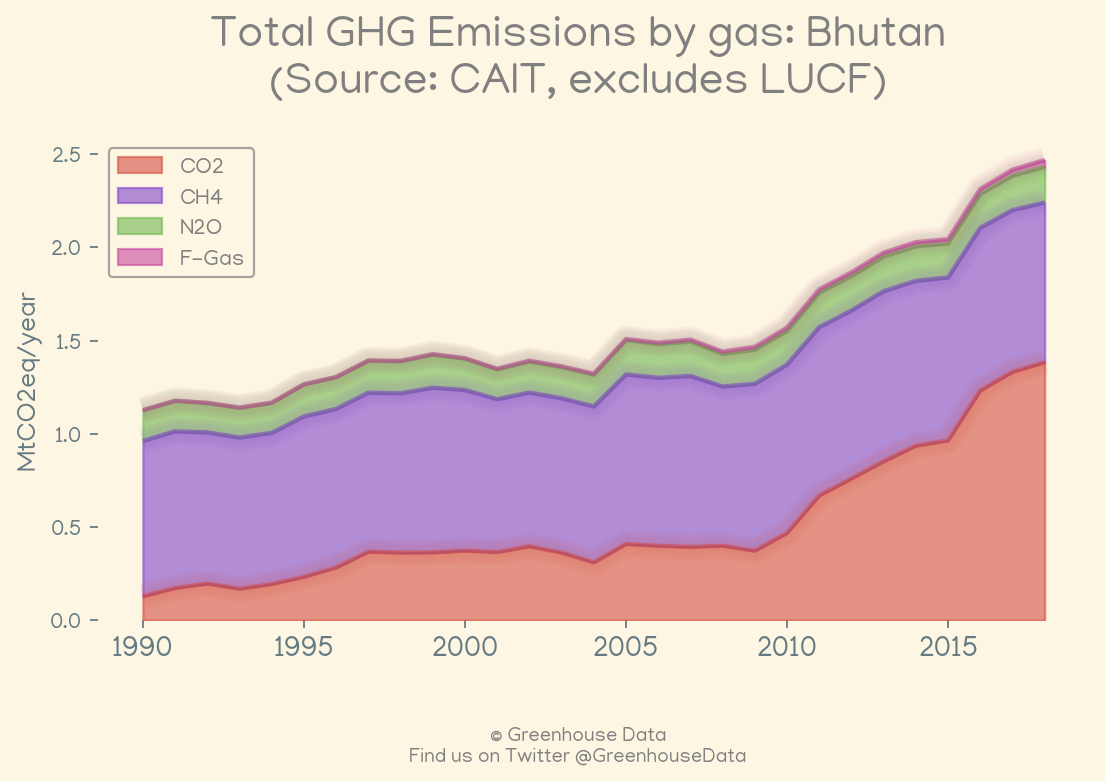 Total GHG Emissions by gas: Bhutan
(Source: CAIT, excludes LUCF)
2.5
2.0
1.5
1.0
0.5
0.0
MtCO2eq/year
CO2
CH4
N2O
F-Gas
1990 1995 2000 2005 2010 2015
© Greenhouse Data
Find us on Twitter @GreenhouseData